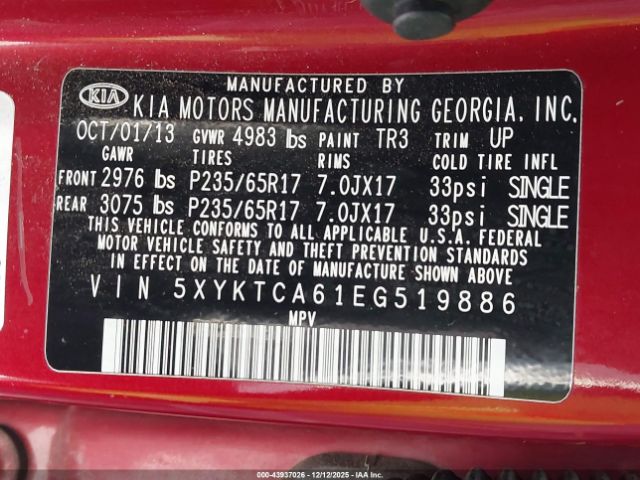 MANUFACTURED BY
KIA KIA MOTORS MANUFACTURING GEORGIA, INC.
OCT/01/13 GVWR 4983 lbs PAINT TR3 TRIM UP
GAWR TIRES RIMS COLD TIRE INFL
FRONT 2976 lbs P235/65R17 7.0JX17 33psi SINGLE
REAR 3075 lbs P235/65R17 7.0JX17 33psi SINGLE
THIS VEHICLE CONFORMS TO ALL APPLICABLE U.S.A. FEDERAL
MOTOR VEHICLE SAFETY AND THEFT PREVENTION STANDARDS
IN EFFECT ON THE DATE OF MANUFACTURE SHOWN ABOVE
VIN 5XYKTCA61EG519886
MPV
000-43937026 - 12/12/2025 - IAAI.COM